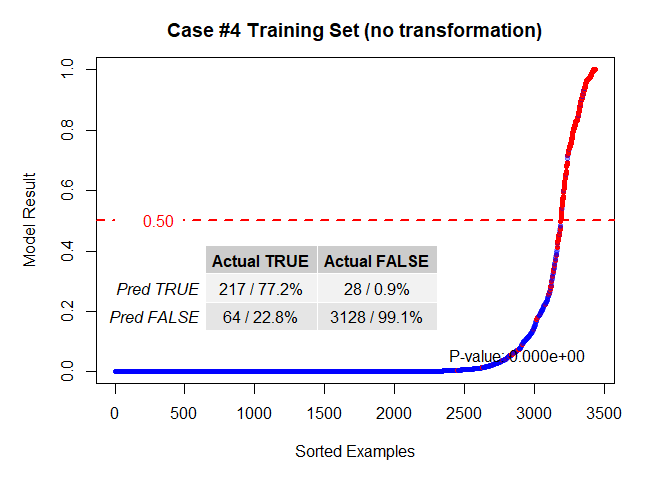 Case #4 Training Set (no transformation)
1.0
0.8
0.6
0.4
0.2
0.0
Model Result
0.50
Actual TRUE Actual FALSE
Pred TRUE 217 / 77.2% 28 / 0.9%
Pred FALSE 64 / 22.8% 3128 / 99.1%
P-value: 0.000e+00
0 500 1000 1500 2000 2500 3000 3500
Sorted Examples